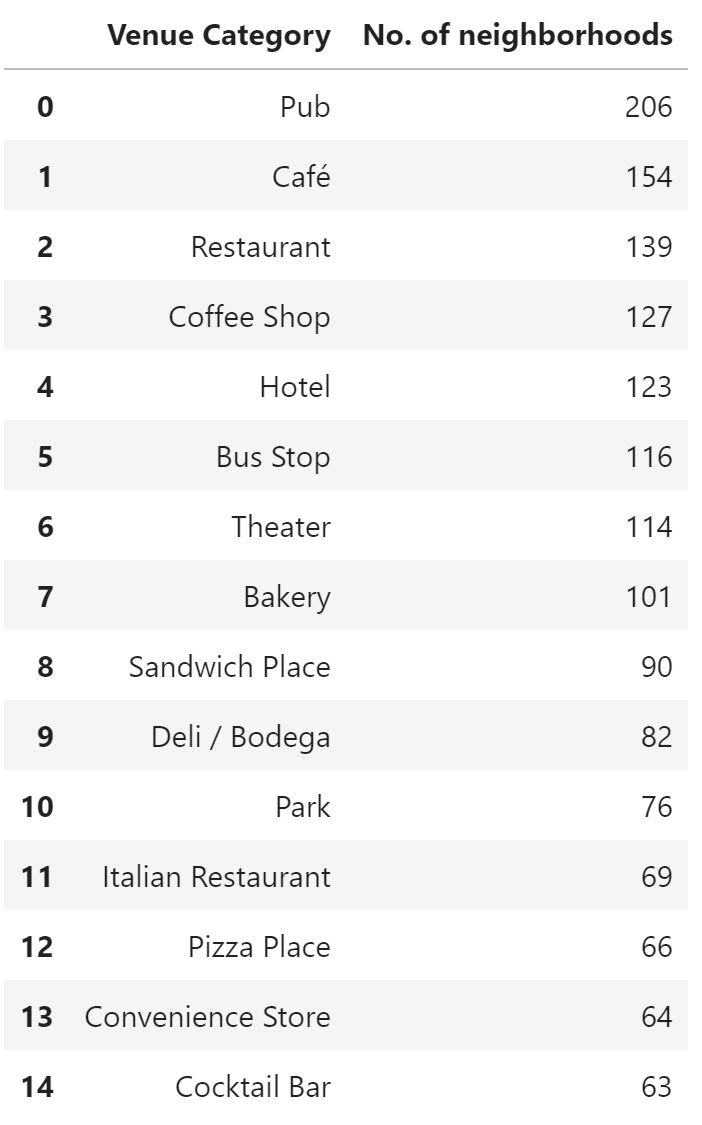 Venue Category No. of neighborhoods
0 Pub 206
1 Café 154
2 Restaurant 139
3 Coffee Shop 127
4 Hotel 123
5 Bus Stop 116
6 Theater 114
7 Bakery 101
8 Sandwich Place 90
9 Deli / Bodega 82
10 Park 76
11 Italian Restaurant 69
12 Pizza Place 66
13 Convenience Store 64
14 Cocktail Bar 63